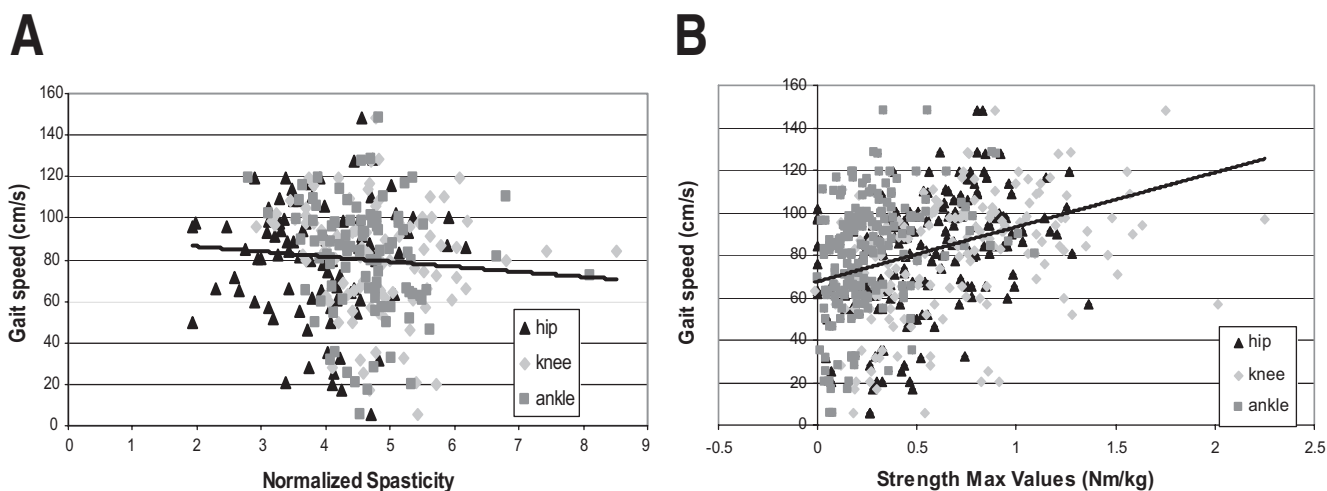 A
160
140
120
100
80
60
40
20
0
Gait speed (cm/s)
0 0 2 3 4 5 6 7 8 9
Normalized Spasticity
hip
knee
ankle
B
160
140
120
100
80
60
40
20
0
Gait speed (cm/s)
-0.5 0 0.5 1 1.5 2 2.5
Strength Max Values (Nm/kg)
hip
knee
ankle